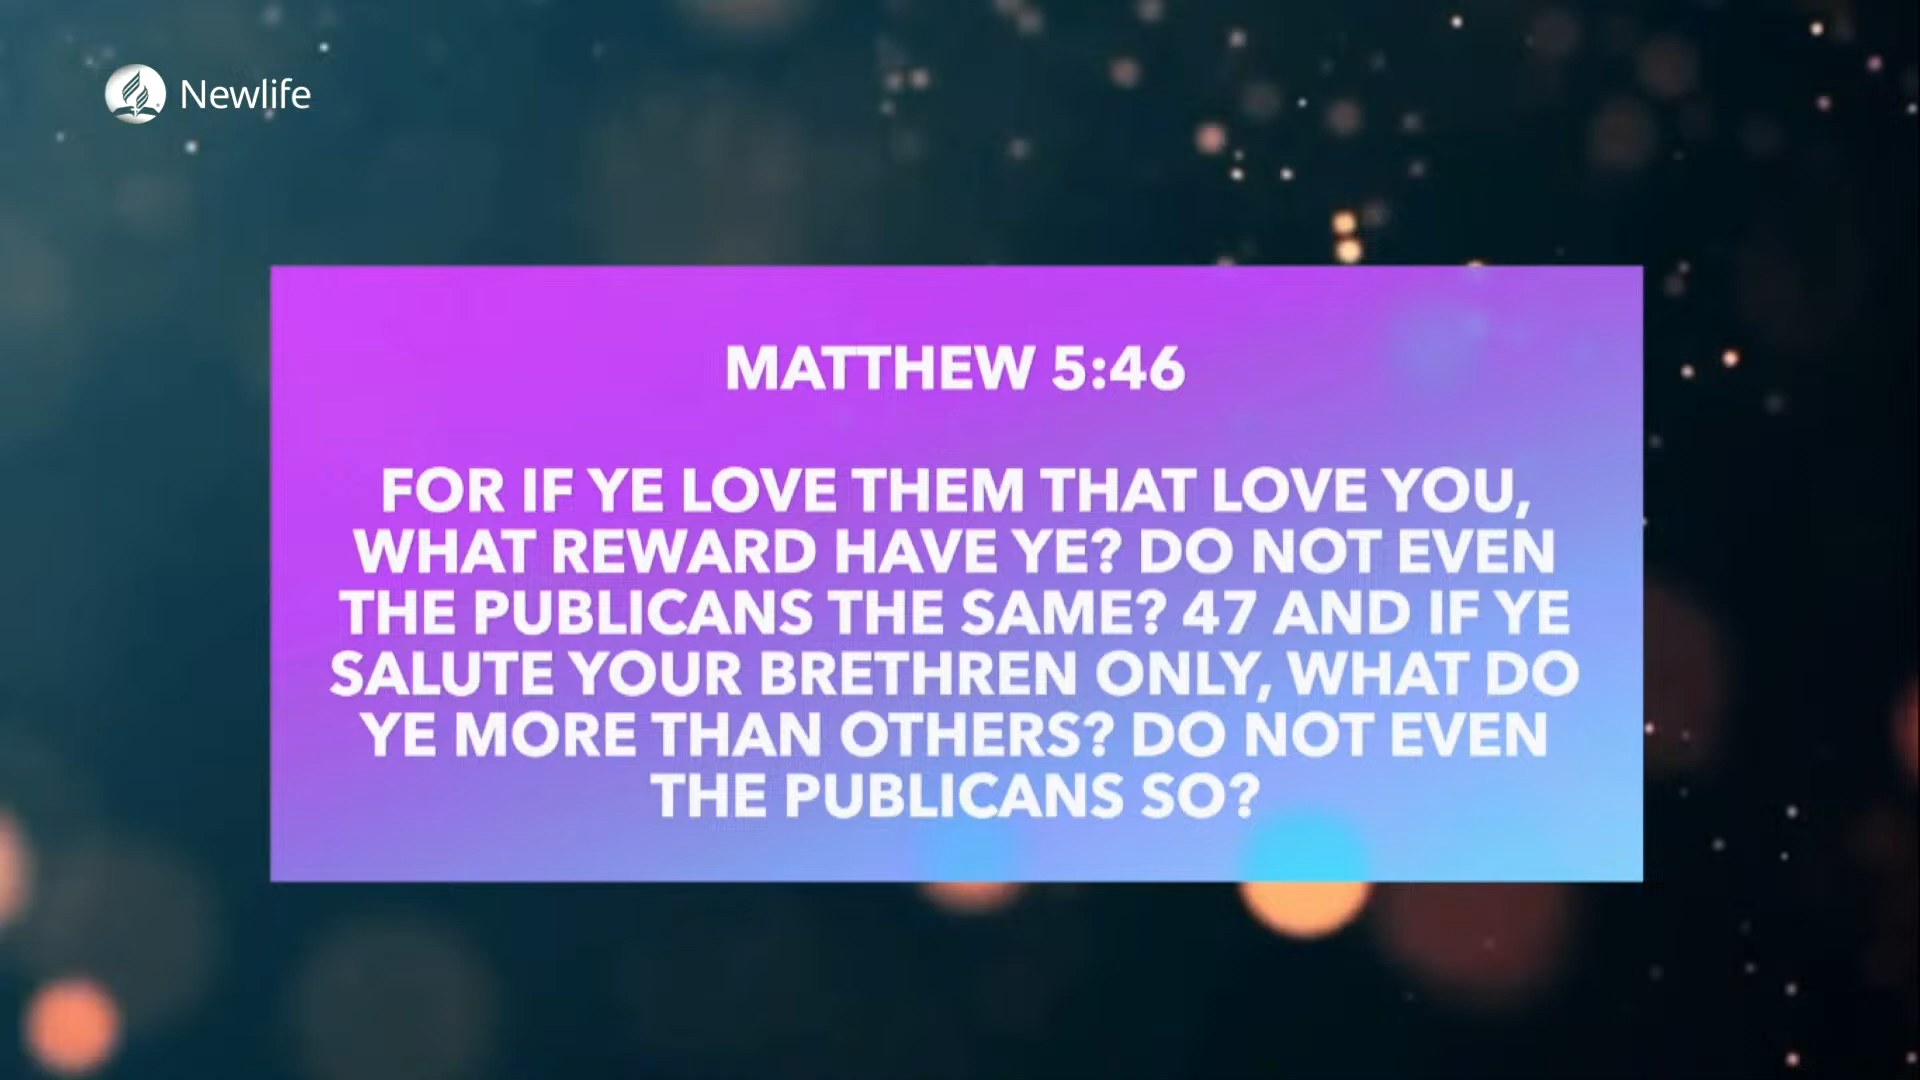 Newlife
MATTHEW 5:46
FOR IF YE LOVE THEM THAT LOVE YOU,
WHAT REWARD HAVE YE? DO NOT EVEN
THE PUBLICANS THE SAME? 47 AND IF YE
SALUTE YOUR BRETHREN ONLY, WHAT DO
YE MORE THAN OTHERS? DO NOT EVEN
THE PUBLICANS SO?